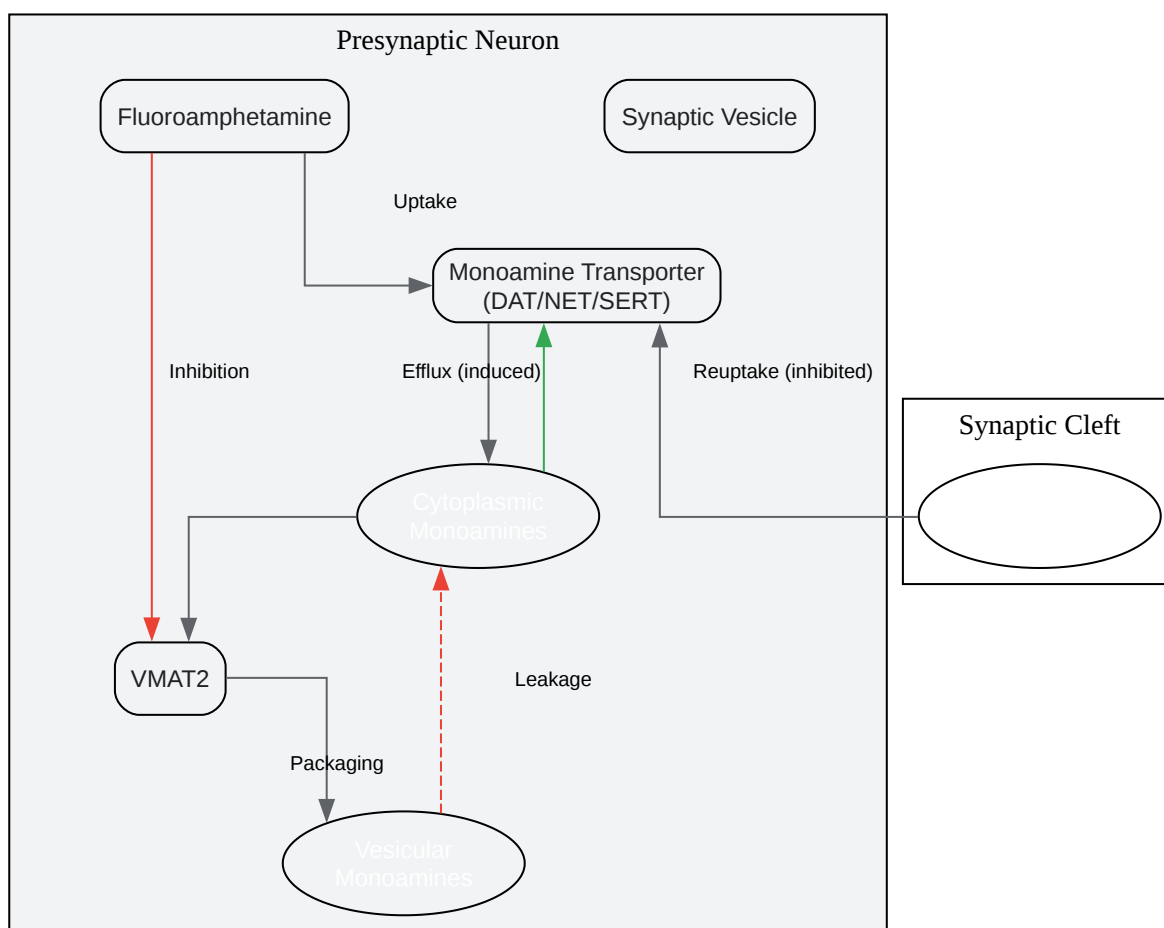 Presynaptic Neuron
Fluoroamphetamine
Synaptic Vesicle
Uptake
Monoamine Transporter
(DAT/NET/SERT)
Inhibition
Efflux (induced)
Reuptake (inhibited)
Synaptic Cleft
Cytoplasmic
Monoamines
VMAT2
Leakage
Packaging
Vesicular
Monoamines